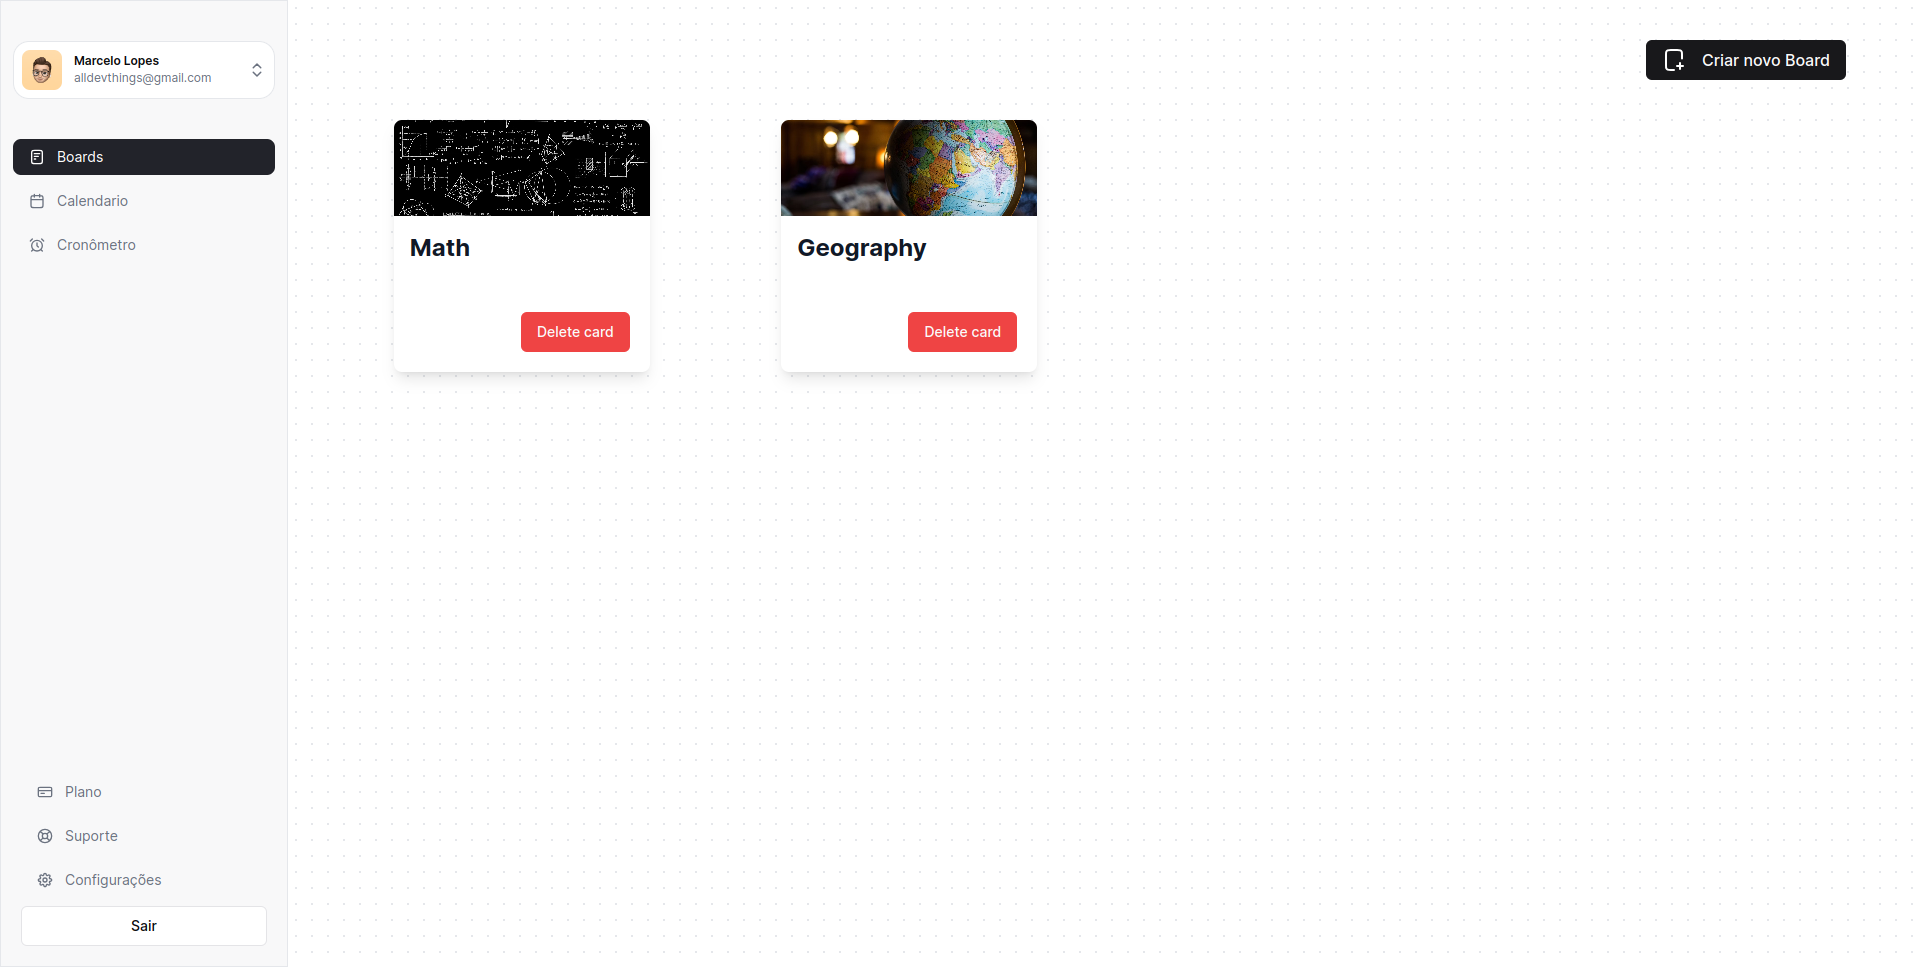 Marcelo Lopes
alldevthings@gmail.com
Boards
Calendario
Cronômetro
Plano
Suporte
Configurações
Sair
Criar novo Board
Math
Delete card
Geography
Delete card